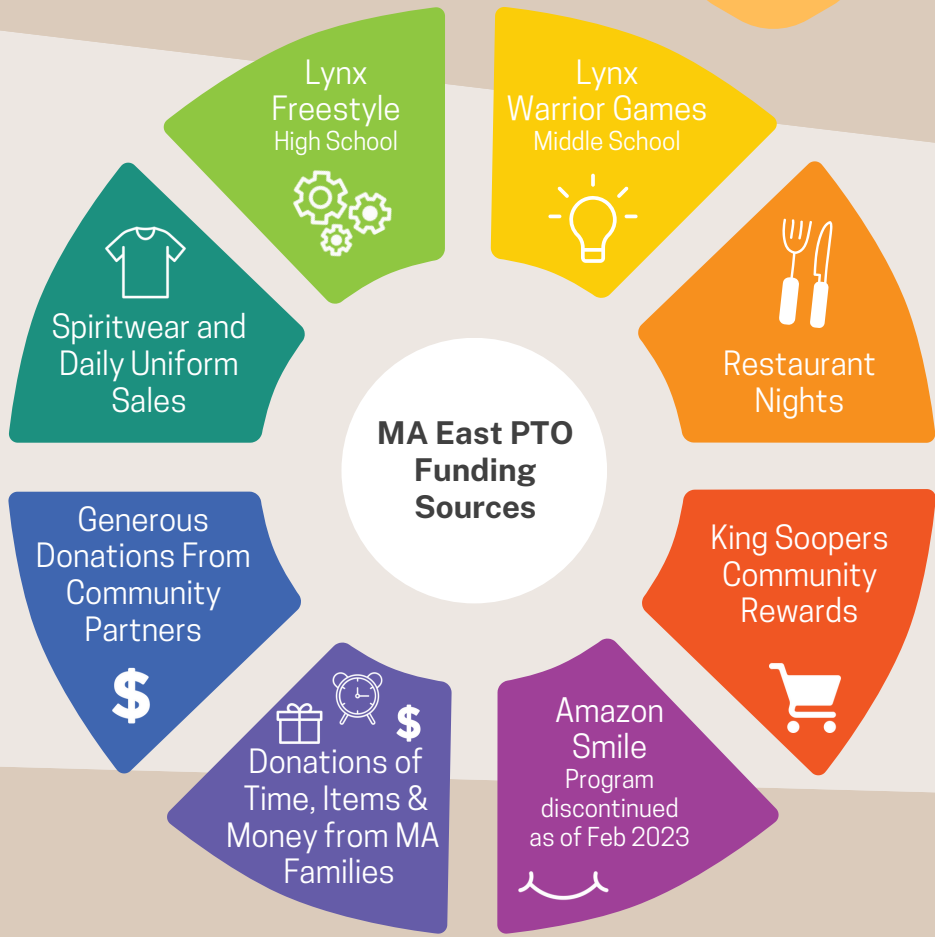 Lynx
Freestyle
High School
Lynx
Warrior Games
Middle School
Spiritwear and
Daily Uniform
Sales
Restaurant
Nights
MA East PTO
Funding
Sources
Generous
Donations From
Community
Partners
$
King Soopers
Community
Rewards
$
Donations of
Time, Items &
Money from MA
Families
Amazon
Smile
Program
discontinued
as of Feb 2023